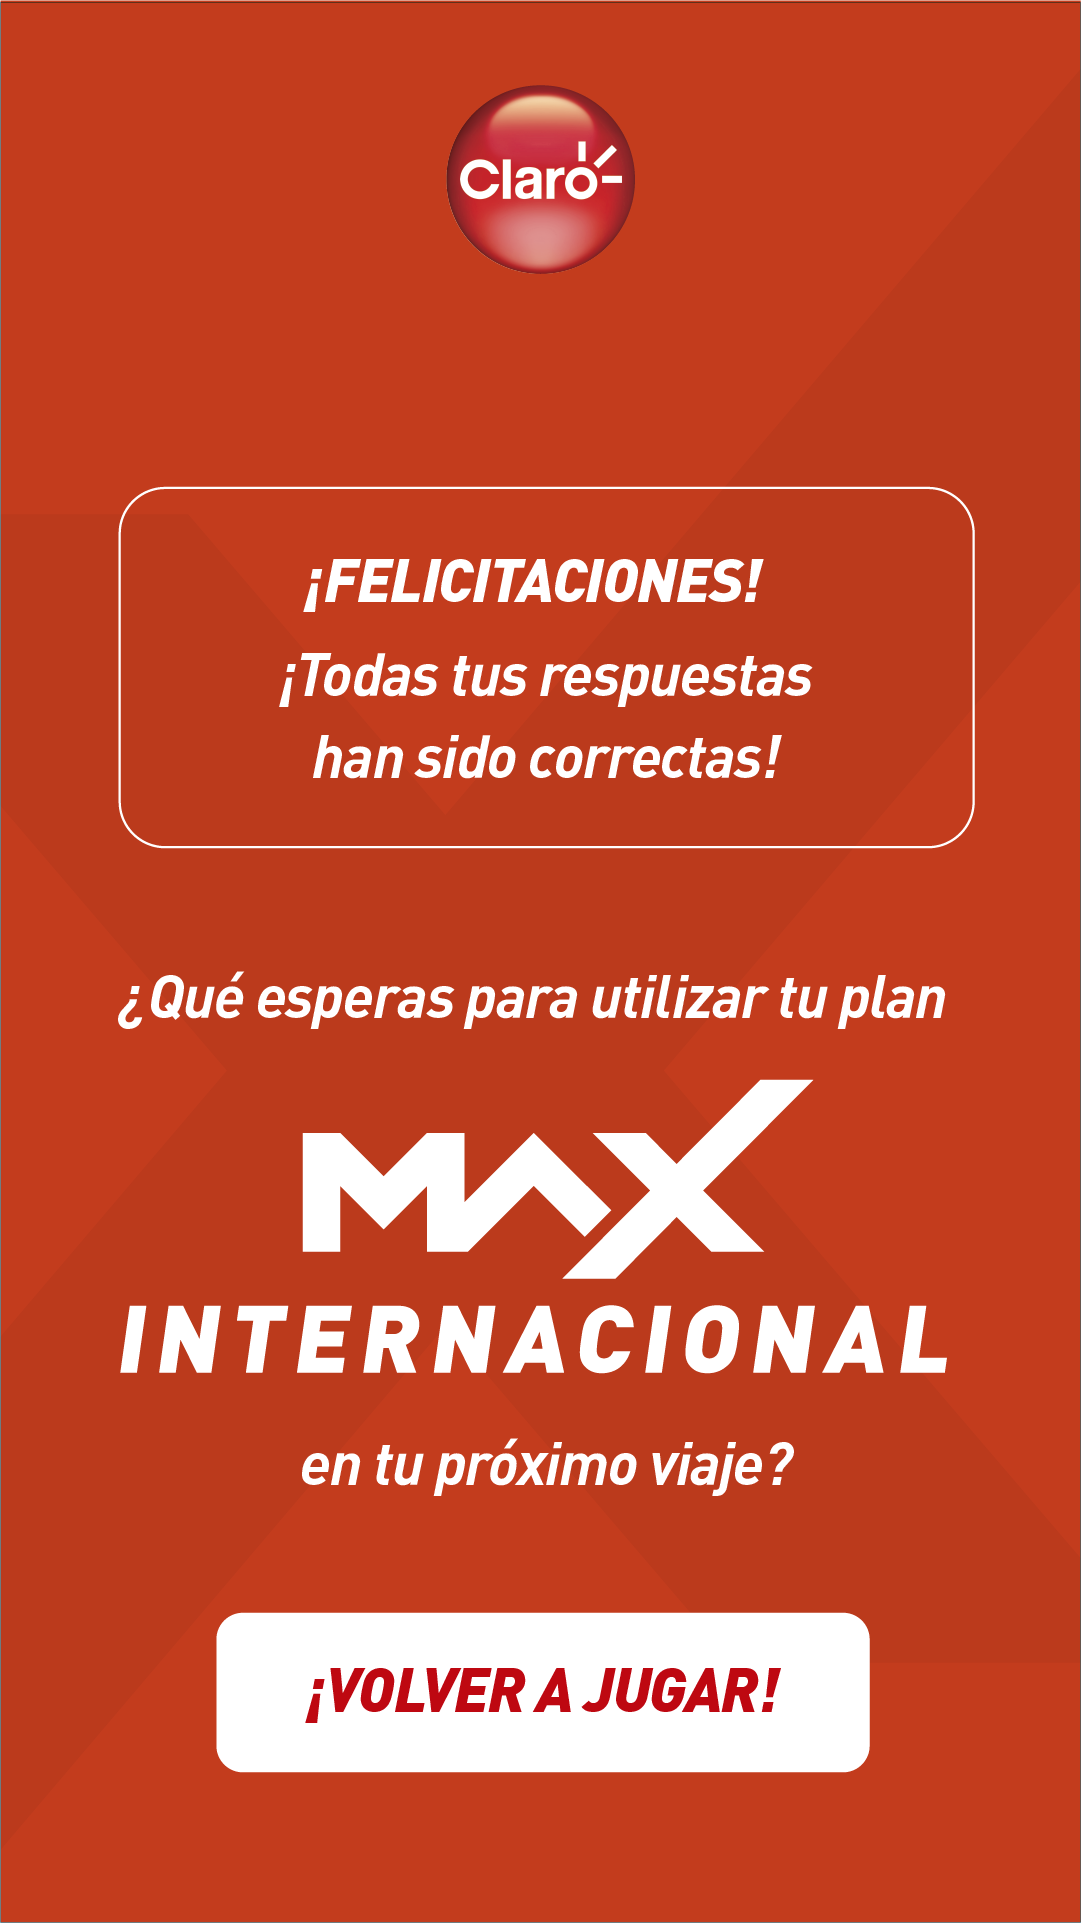 Claro
¡FELICITACIONES!
¡Todas tus respuestas
han sido correctas!
¿Qué esperas para utilizar tu plan
MAX
INTERNACIONAL
en tu próximo viaje?
¡VOLVER A JUGAR!